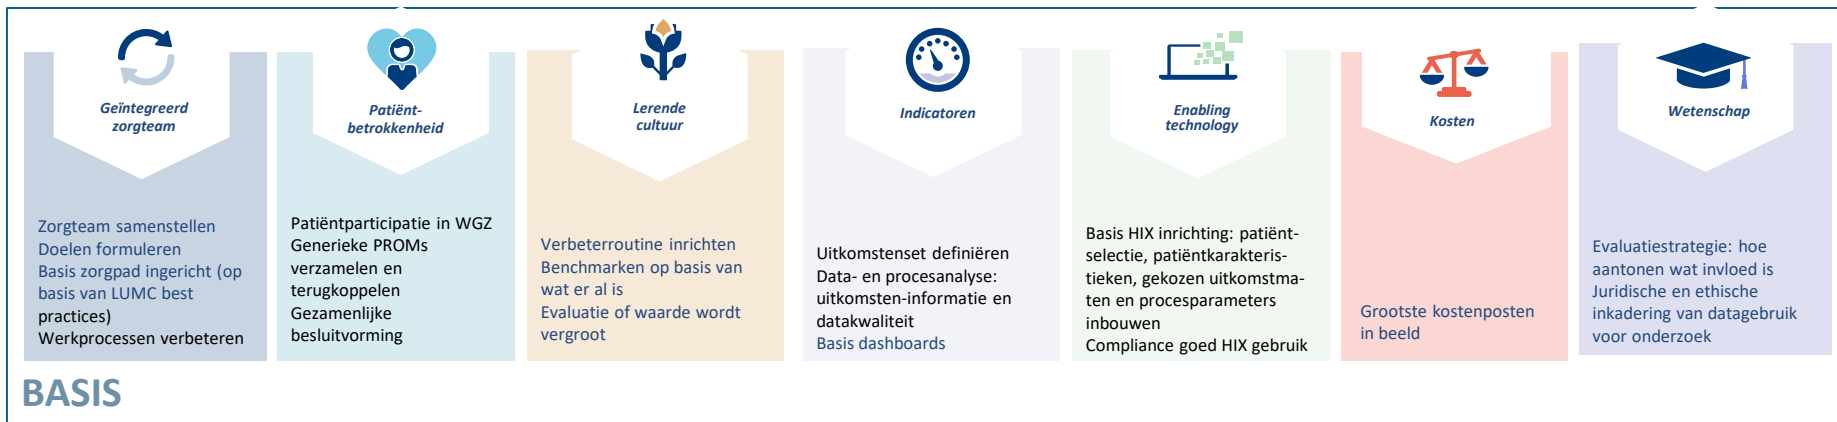 Geïntegreerd
zorgteam
Zorgteam samenstellen
Doelen formuleren
Basis zorgpad ingericht (op
basis van LUMC best
practices)
Werkprocessen verbeteren
Patiënt-
betrokkenheid
Patiëntparticipatie in WGZ
Generieke PROMs
verzamelen en
terugkoppelen
Gezamenlijke
besluitvorming
Lerende
cultuur
Verbeterroutine inrichten
Benchmarken op basis van
wat er al is
Evaluatie of waarde wordt
vergroot
Indicatoren
Uitkomstenset definiëren
Data- en procesanalyse:
uitkomsten-informatie en
datakwaliteit
Basis dashboards
Enabling
technology
Basis HIX inrichting: patiënt-
selectie, patiëntkarakteris-
tieken, gekozen uitkomstma-
ten en procesparameters
inbouwen
Compliance goed HIX gebruik
Kosten
Grootste kostenposten
in beeld
Wetenschap
Evaluatiestrategie: hoe
aantonen wat invloed is
Juridische en ethische
inkadering van datagebruik
voor onderzoek
BASIS